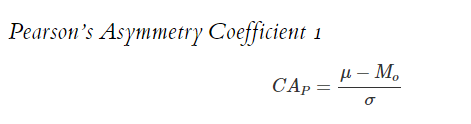 Pearson's Asymmetry Coefficient 1
CA_P = (μ − M_o) / σ